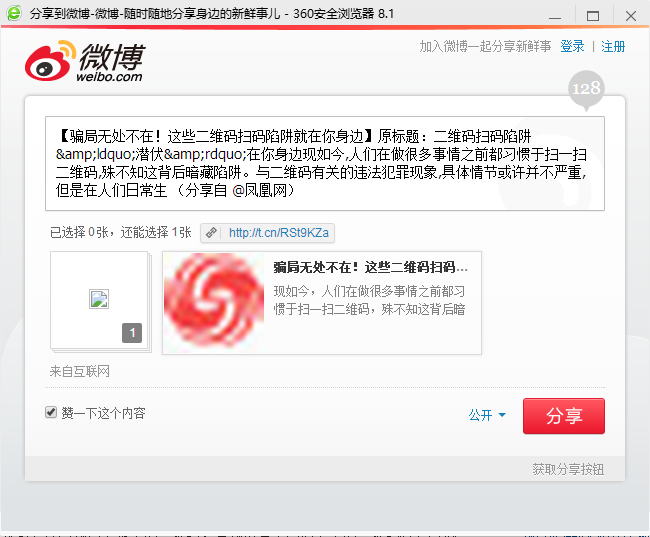 分享到微博-微博-随时随地分享身边的新鲜事儿 - 360安全浏览器 8.1
微博
weibo.com
加入微博一起分享新鲜事 登录 | 注册
128
【骗局无处不在！这些二维码扫码陷阱就在你身边】原标题：二维码扫码陷阱
&amp;ldquo;潜伏&amp;rdquo;在你身边现如今,人们在做很多事情之前都习惯于扫一扫
二维码,殊不知这背后暗藏陷阱。与二维码有关的违法犯罪现象,具体情节或许并不严重,
但是在人们日常生 （分享自 @凤凰网）
已选择 0张，还能选择 1张 http://t.cn/RSt9KZa
1
骗局无处不在！这些二维码扫码...
现如今，人们在做很多事情之前都习
惯于扫一扫二维码，殊不知这背后暗
来自互联网
赞一下这个内容
公开
分享
获取分享按钮